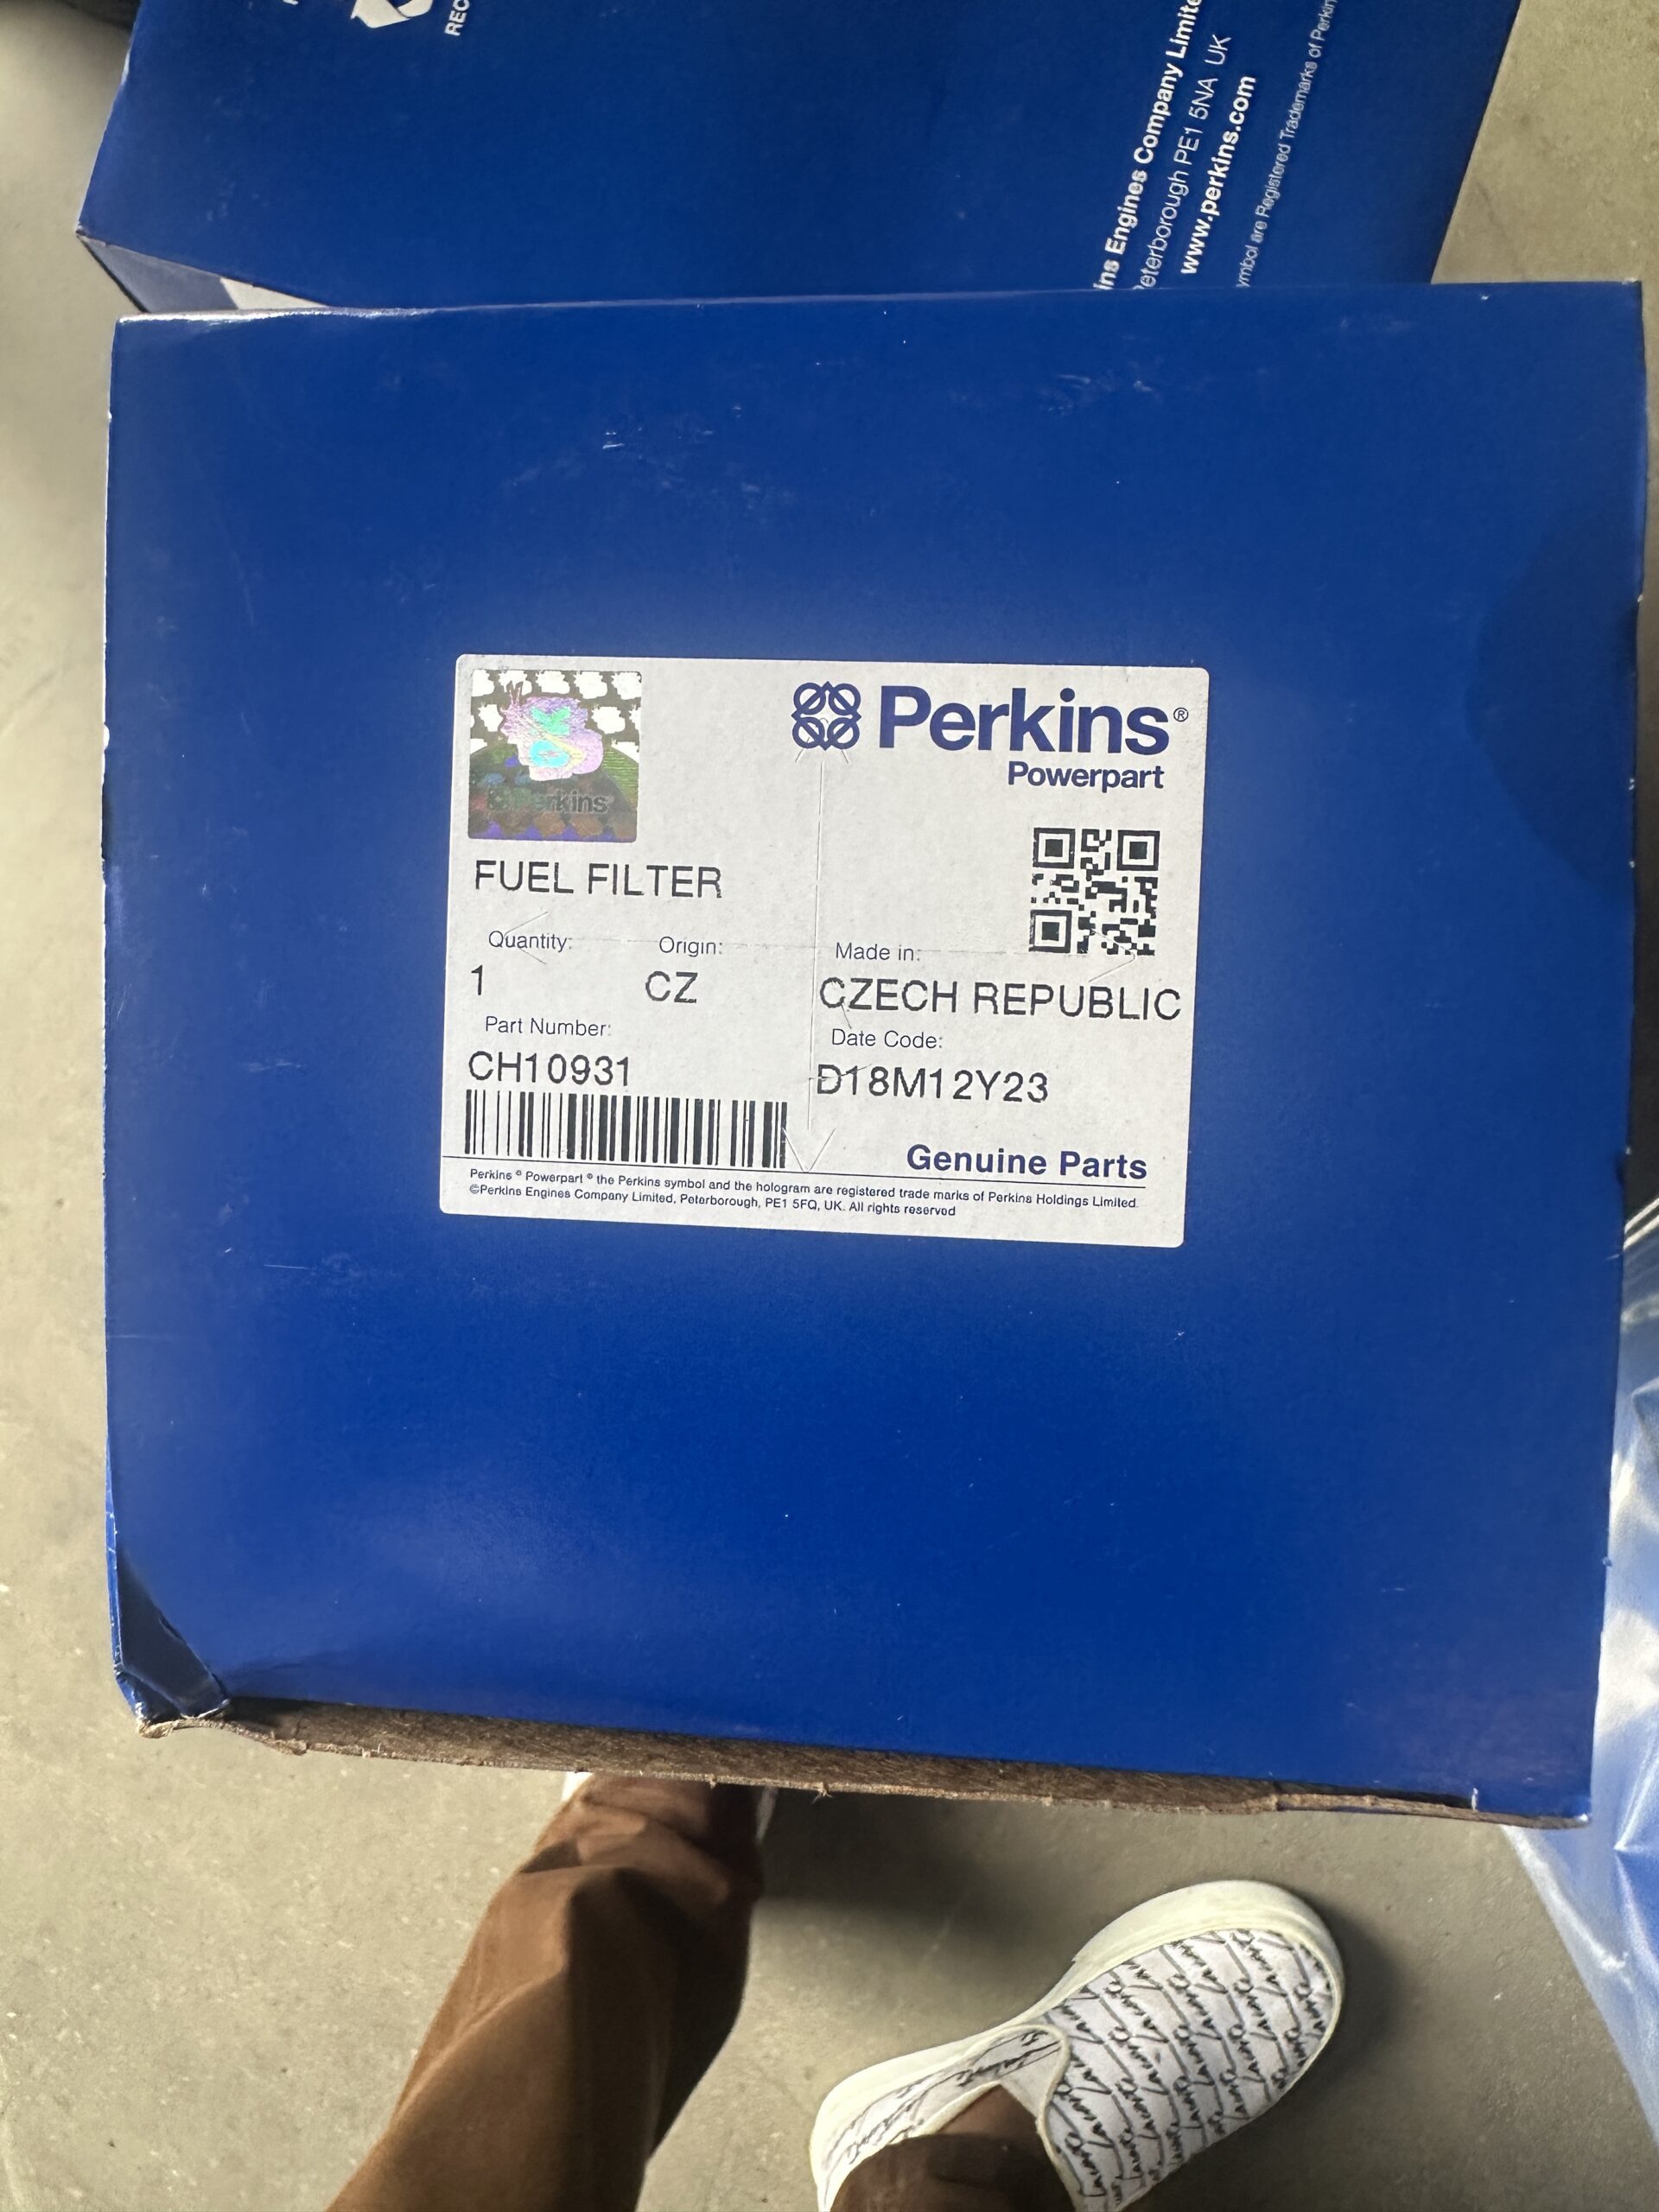 REC
ins Engines Company Limite
Peterborough PE1 5NA UK
www.perkins.com
ymbol are Registered Trademarks of Perkin
Perkins®
Powerpart
Perkins
FUEL FILTER
Quantity: Origin: Made in:
1 CZ CZECH REPUBLIC
Part Number: Date Code:
CH10931 D18M12Y23
Genuine Parts
Perkins ® Powerpart ® the Perkins symbol and the hologram are registered trade marks of Perkins Holdings Limited.
©Perkins Engines Company Limited, Peterborough, PE1 5FQ, UK. All rights reserved